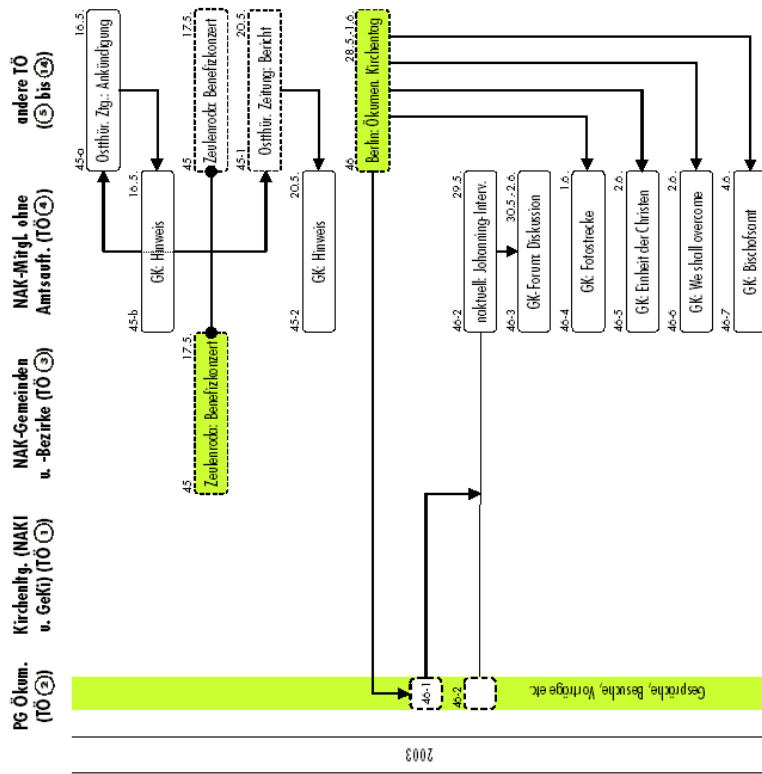 PG Ökum.
(TÖ ②)
Kirchenltg. (NAKI
u. GeKi) (TÖ ①)
NAK-Gemeinden
u. -Bezirke (TÖ ③)
NAK-Mitgl. ohne
Amtsauft. (TÖ ④)
andere TÖ
(⑤ bis ⑭)
2003
45-a 16.5.
Ostthür. Ztg.: Ankündigung
45-b 16.5.
GK: Hinweis
45 17.5.
Zeulenroda: Benefizkonzert
45 17.5.
Zeulenroda: Benefizkonzert
45-1 20.5.
Ostthür. Zeitung: Bericht
45-2 20.5.
GK: Hinweis
46 28.5.-1.6.
Berlin: Ökumen. Kirchentag
46-1
46-2
46-2 29.5.
naktuell: Johanning-Interv.
46-3 30.5.-2.6.
GK-Forum: Diskussion
46-4 1.6.
GK: Fotostrecke
46-5 2.6.
GK: Einheit der Christen
46-6 2.6.
GK: We shall overcome
46-7 4.6.
GK: Bischofsamt
Gespräche, Besuche, Vorträge etc.